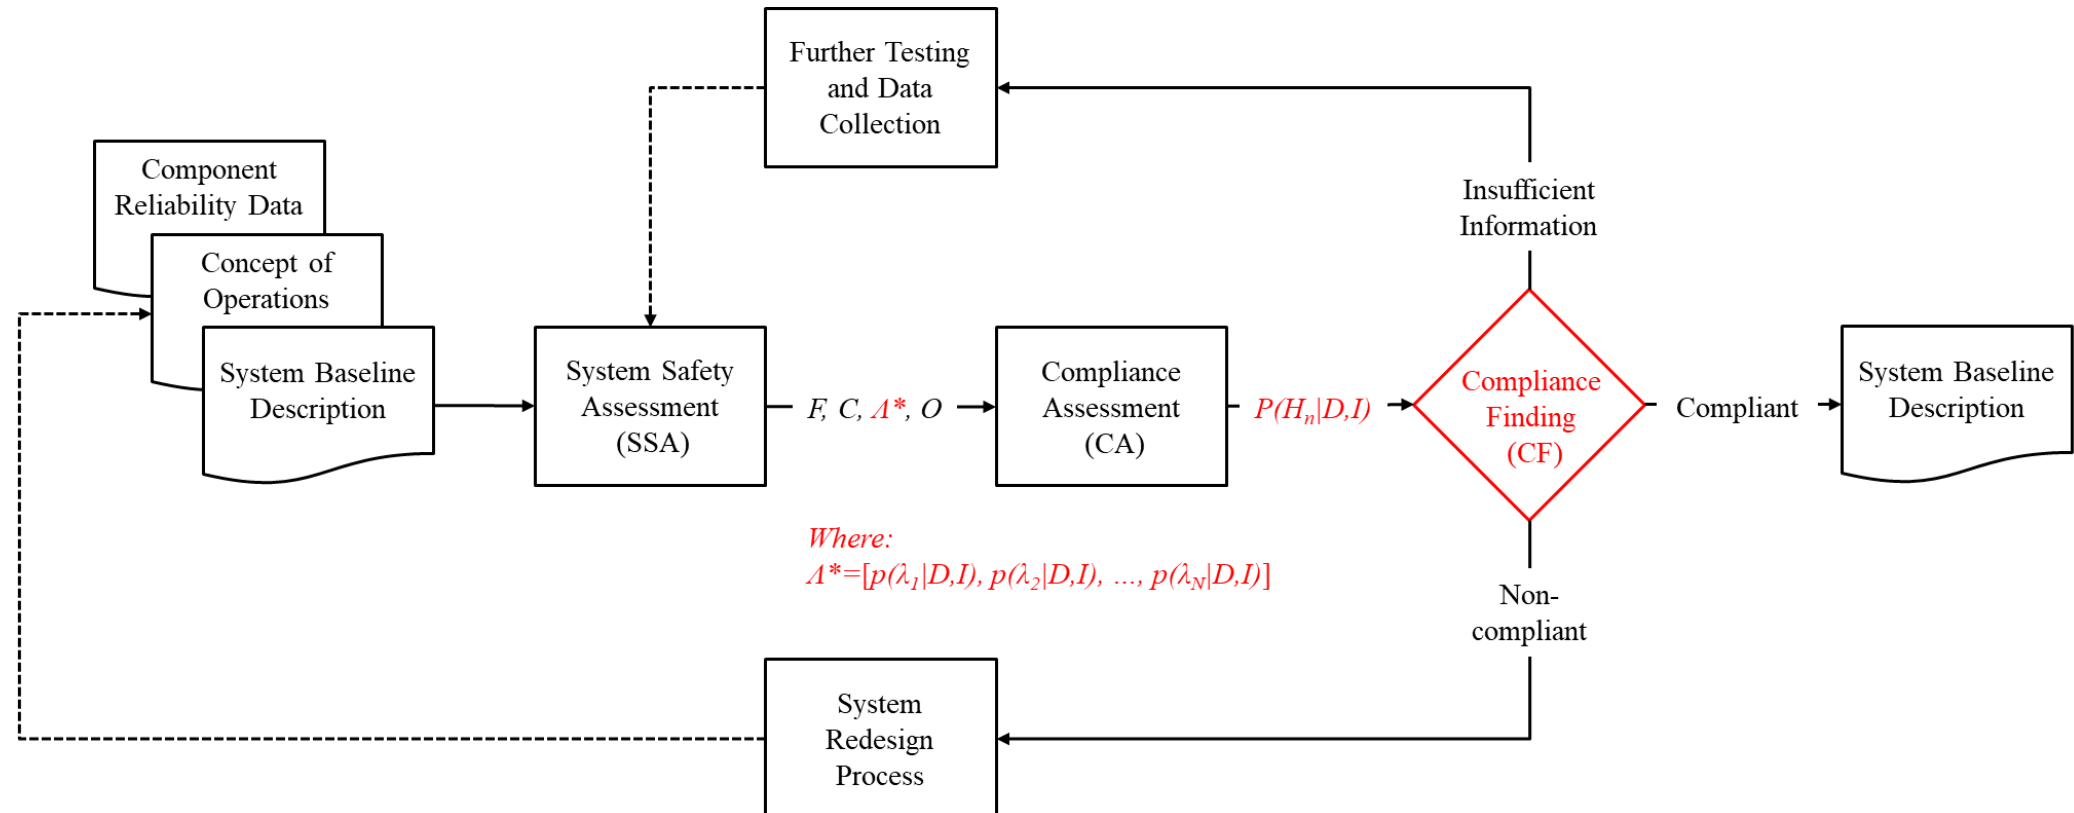 Further Testing
and Data
Collection
Component
Reliability Data
Concept of
Operations
System Baseline
Description
System Safety
Assessment
(SSA)
F, C, Λ*, O
Compliance
Assessment
(CA)
P(Hn|D,I)
Insufficient
Information
Compliance
Finding
(CF)
Compliant
System Baseline
Description
Where:
Λ*=[p(λ1|D,I), p(λ2|D,I), ..., p(λN|D,I)]
Non-
compliant
System
Redesign
Process